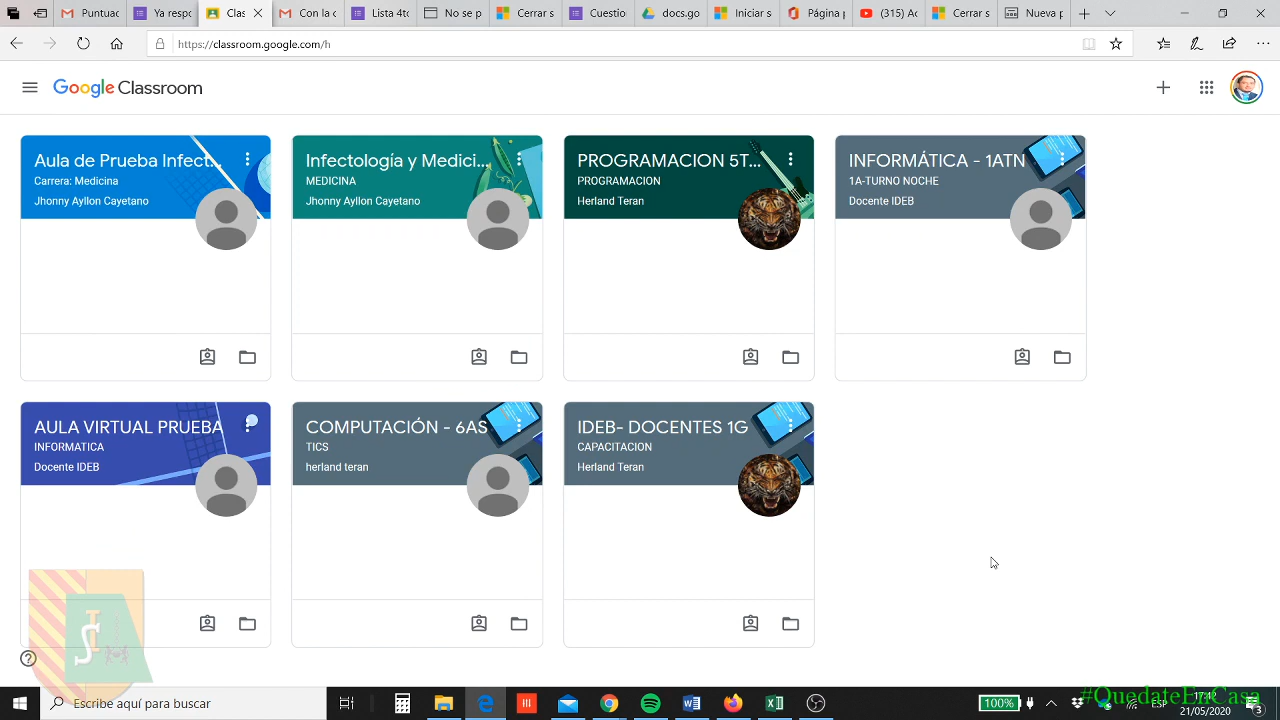 Puntuac
Ya respo
Clas
Con la c
Lista 4to
No se p
Cerrar s
Cuestio
docs.go
Iniciar s
Página p
(315) AC
Cerrar s
Nueva p
https://classroom.google.com/h
Google Classroom
Aula de Prueba Infect...
Carrera: Medicina
Jhonny Ayllon Cayetano
Infectología y Medici...
MEDICINA
Jhonny Ayllon Cayetano
PROGRAMACION 5T...
PROGRAMACION
Herland Teran
INFORMÁTICA - 1ATN
1A-TURNO NOCHE
Docente IDEB
AULA VIRTUAL PRUEBA
INFORMATICA
Docente IDEB
COMPUTACIÓN - 6AS
TICS
herland teran
IDEB- DOCENTES 1G
CAPACITACION
Herland Teran
Escribe aquí para buscar
100%
ESP
#QuedateEnCasa
21/05/2020
3